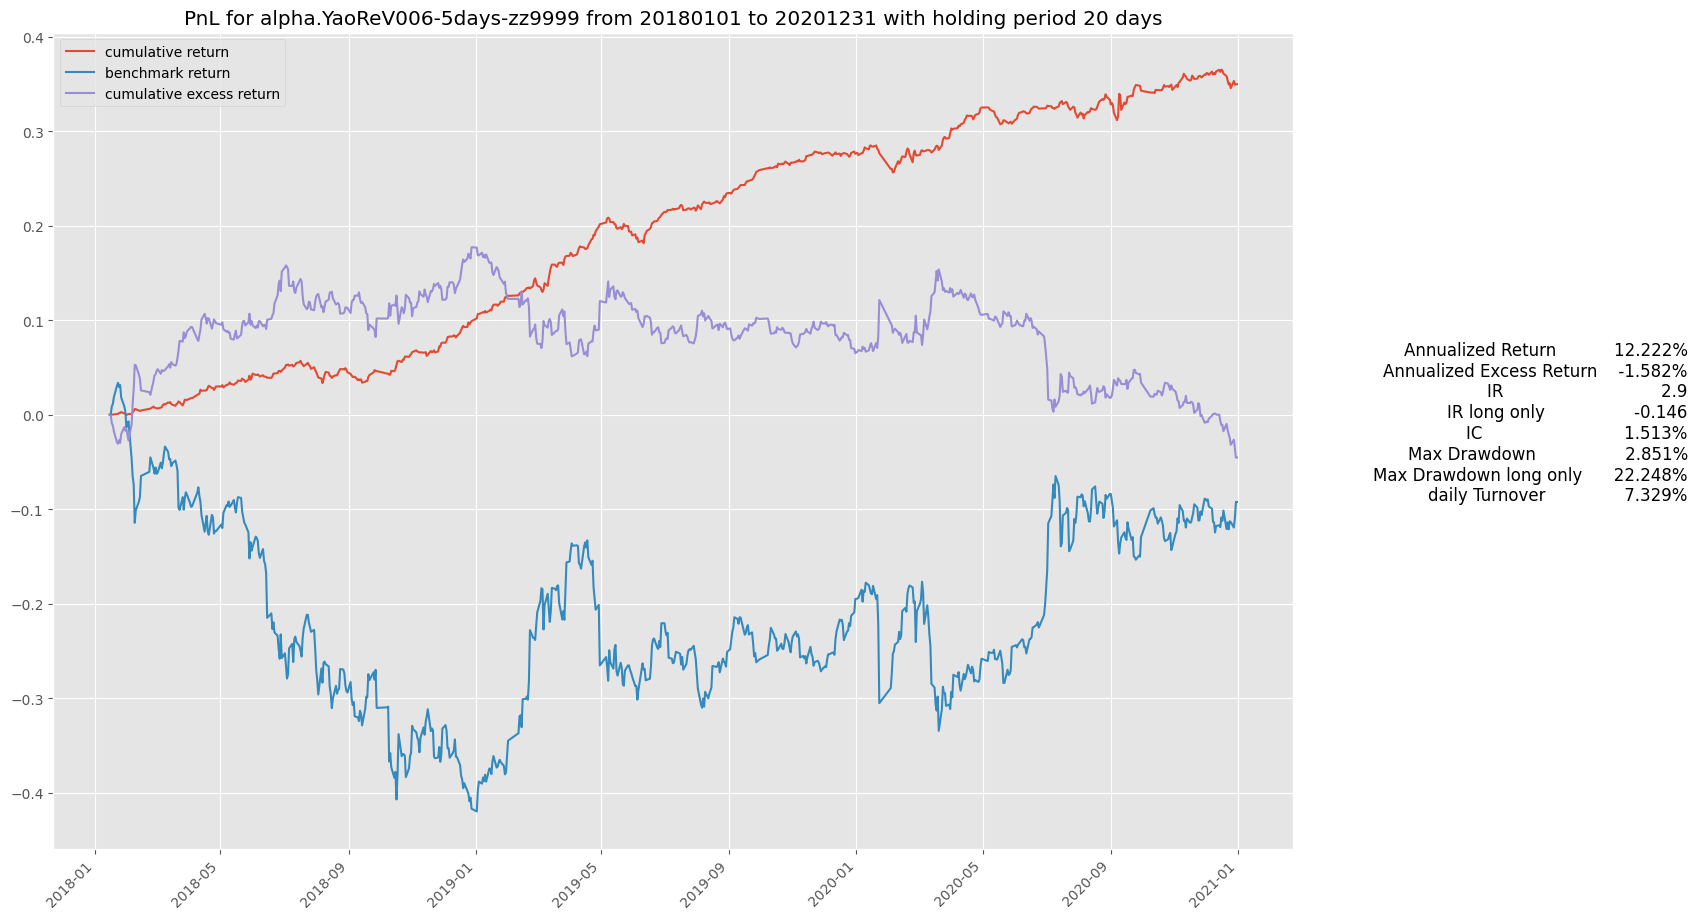 PnL for alpha.YaoReV006-5days-zz9999 from 20180101 to 20201231 with holding period 20 days
cumulative return
benchmark return
cumulative excess return
0.4
0.3
0.2
0.1
0.0
−0.1
−0.2
−0.3
−0.4
2018-01
2018-05
2018-09
2019-01
2019-05
2019-09
2020-01
2020-05
2020-09
2021-01
Annualized Return 12.222%
Annualized Excess Return -1.582%
IR 2.9
IR long only -0.146
IC 1.513%
Max Drawdown 2.851%
Max Drawdown long only 22.248%
daily Turnover 7.329%